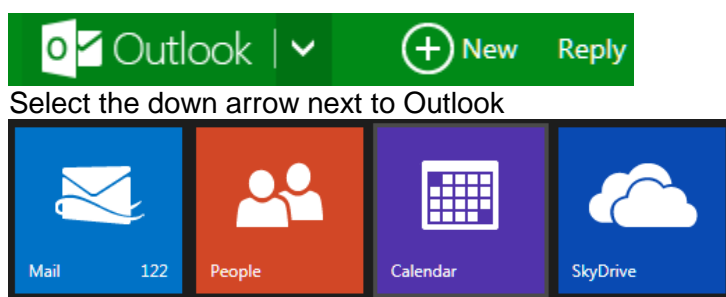 Outlook New Reply
Select the down arrow next to Outlook
Mail 122 People Calendar SkyDrive